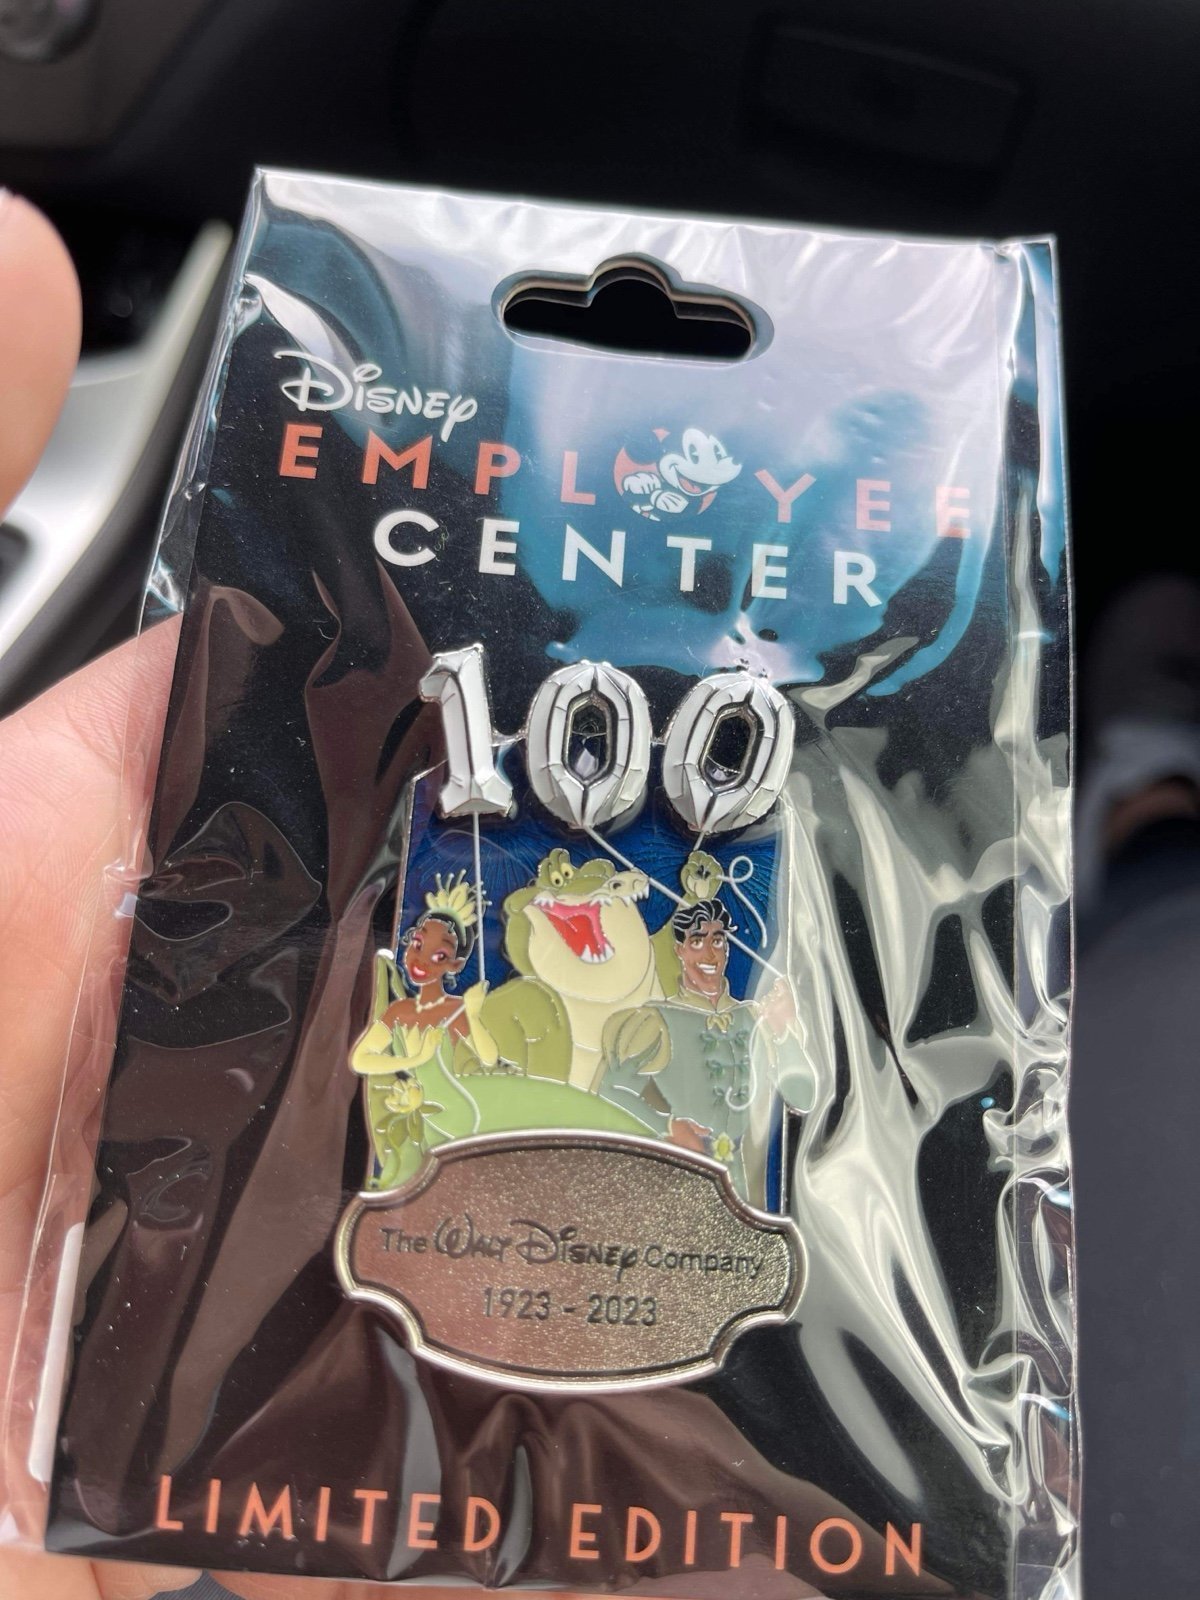 Disney
EMPLOYEE
CENTER
100
The Walt Disney Company
1923 - 2023
LIMITED EDITION